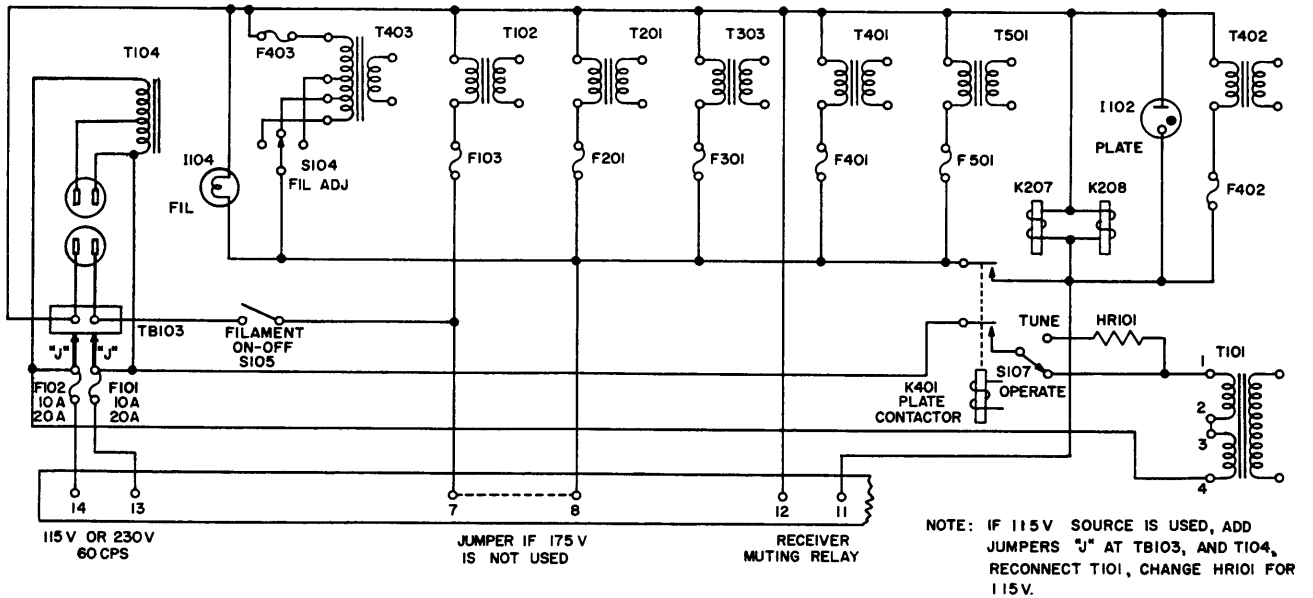 T104
F403
T403
T102
T201
T303
T401
T501
T402
I102
PLATE
I104
FIL
S104
FIL ADJ
F103
F201
F301
F401
F501
K207
K208
F402
TB103
FILAMENT
ON-OFF
S105
"J"
"J"
F102
10A
20A
F101
10A
20A
TUNE
HR101
S107
OPERATE
K401
PLATE
CONTACTOR
T101
1
2
3
4
14
13
7
8
12
11
115V OR 230V
60 CPS
JUMPER IF 175V
IS NOT USED
RECEIVER
MUTING RELAY
NOTE: IF 115V SOURCE IS USED, ADD
JUMPERS "J" AT TB103, AND T104,
RECONNECT T101, CHANGE HR101 FOR
115V.